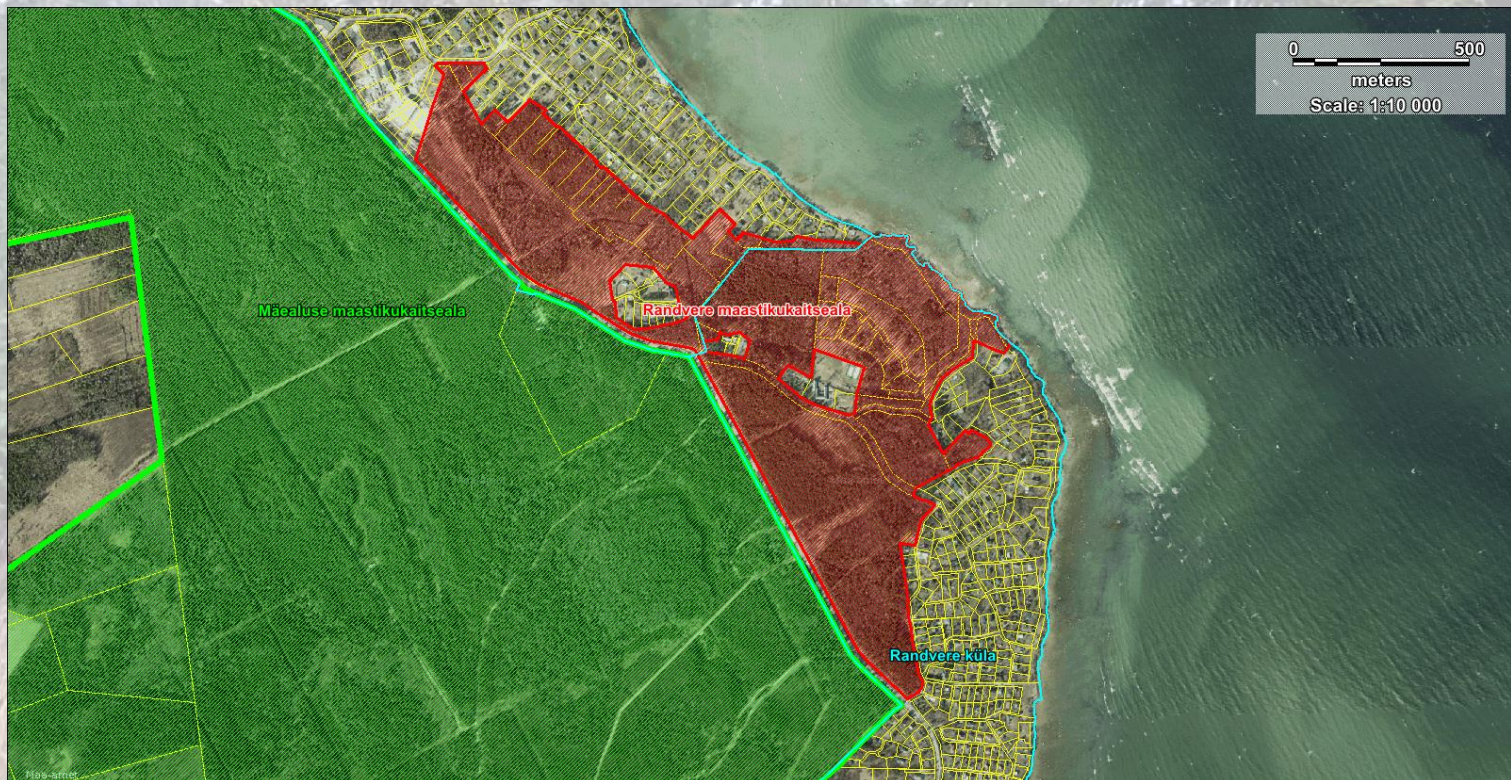 0 500
meters
Scale: 1:10 000
Mäealuse maastikukaitseala
Randvere maastikukaitseala
Randvere küla